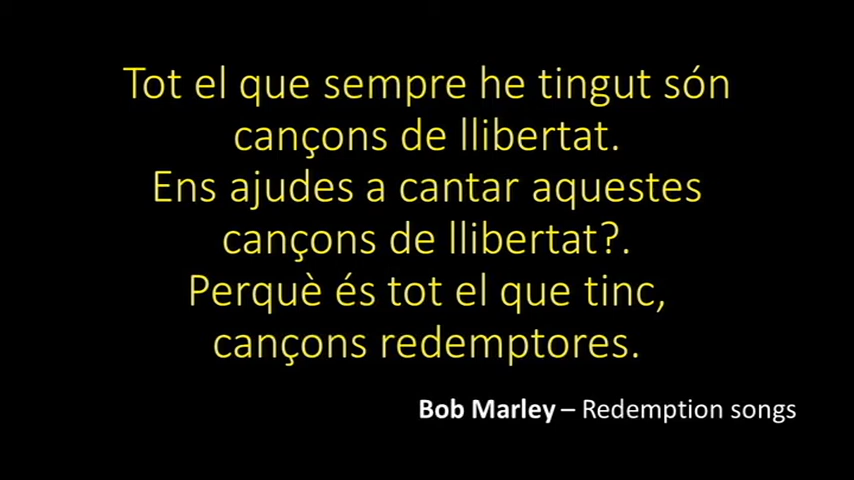 Tot el que sempre he tingut són
cançons de llibertat.
Ens ajudes a cantar aquestes
cançons de llibertat?.
Perquè és tot el que tinc,
cançons redemptores.
Bob Marley – Redemption songs